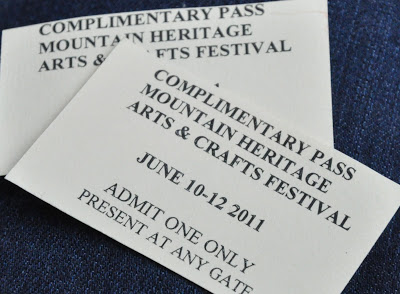 COMPLIMENTARY PASS
MOUNTAIN HERITAGE
ARTS & CRAFTS FESTIVAL
COMPLIMENTARY PASS
MOUNTAIN HERITAGE
ARTS & CRAFTS FESTIVAL
JUNE 10-12 2011
ADMIT ONE ONLY
PRESENT AT ANY GATE